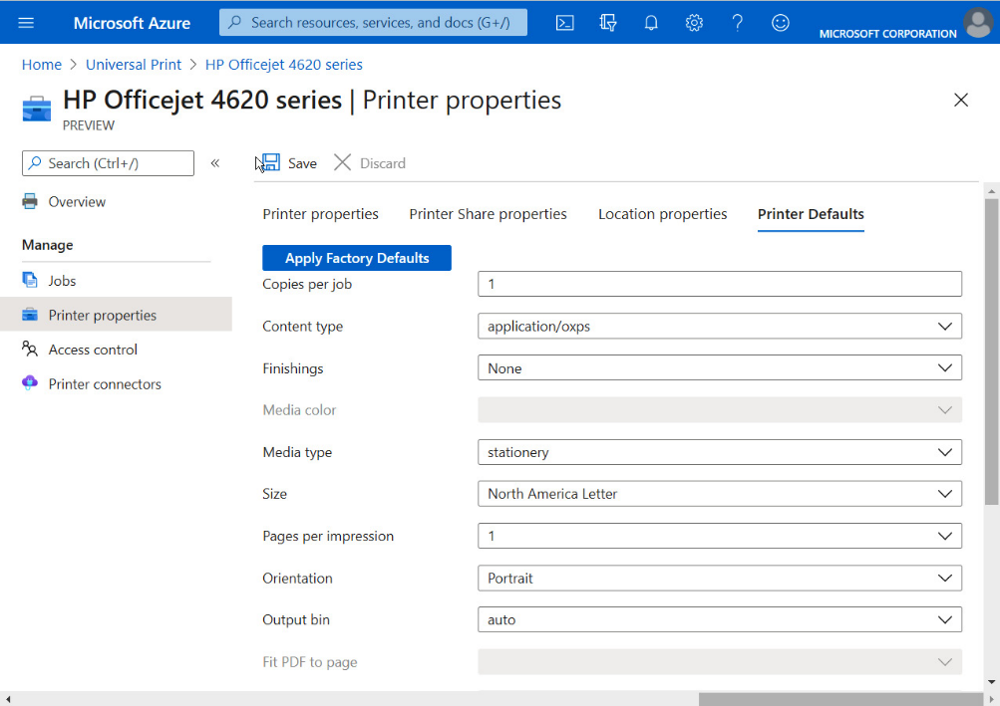 Microsoft Azure
Search resources, services, and docs (G+/)
MICROSOFT CORPORATION
Home > Universal Print > HP Officejet 4620 series
HP Officejet 4620 series | Printer properties
PREVIEW
Search (Ctrl+/)
«
Save
Discard
Overview
Manage
Jobs
Printer properties
Access control
Printer connectors
Printer properties
Printer Share properties
Location properties
Printer Defaults
Apply Factory Defaults
Copies per job
1
Content type
application/oxps
Finishings
None
Media color
Media type
stationery
Size
North America Letter
Pages per impression
1
Orientation
Portrait
Output bin
auto
Fit PDF to page